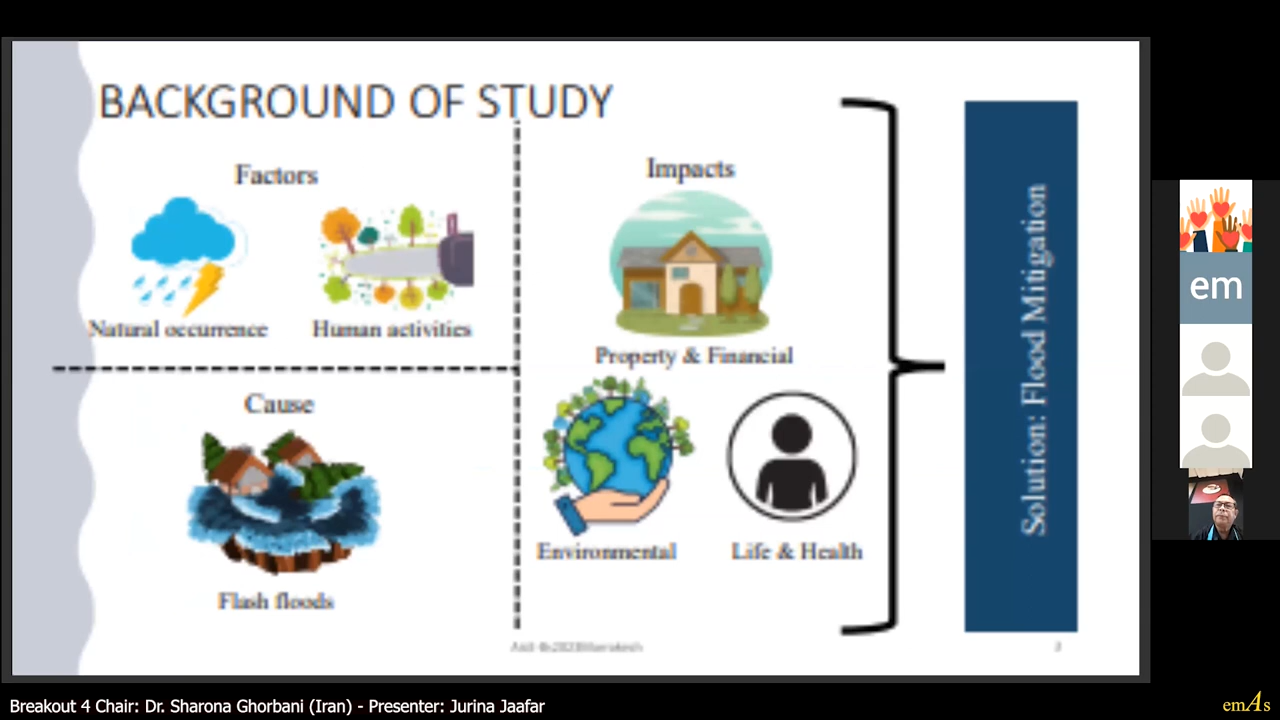 BACKGROUND OF STUDY
Factors
Natural occurrence
Human activities
Cause
Flash floods
Impacts
Property & Financial
Environmental
Life & Health
Solution: Flood Mitigation
em
Breakout 4 Chair: Dr. Sharona Ghorbani (Iran) - Presenter: Jurina Jaafar
emAs